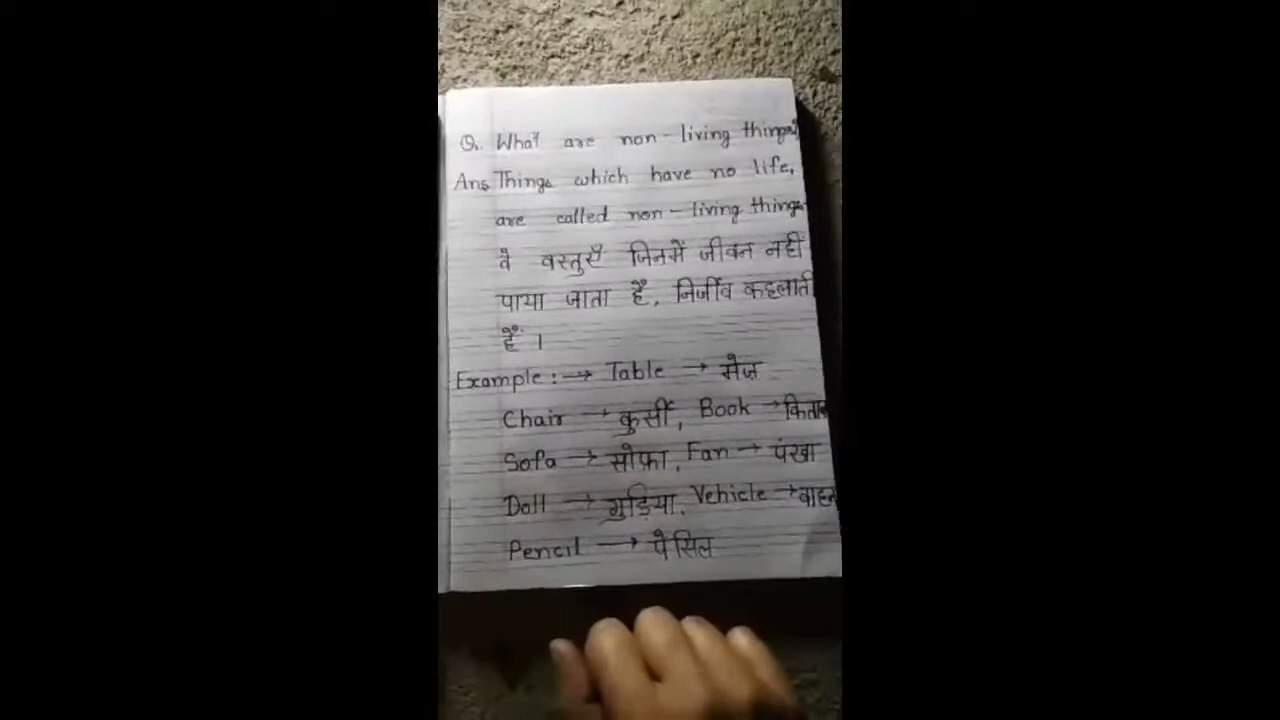 Q. What are non-living things?
Ans Things which have no life,
are called non-living things.
वे वस्तुएँ जिनमें जीवन नहीं
पाया जाता हैं, निर्जीव कहलाती
हैं ।
Example :→ Table → मेज़
Chair → कुर्सी, Book → किताब
Sofa → सोफ़ा, Fan → पंखा
Doll → गुड़िया, Vehicle → वाहन
Pencil → पेंसिल